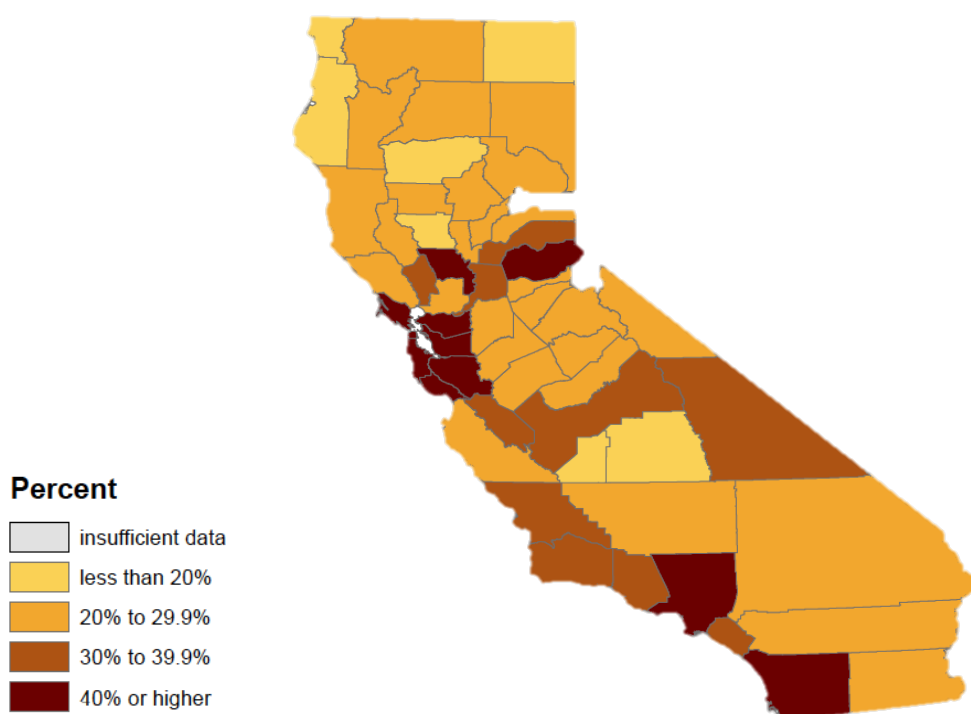 Percent
insufficient data
less than 20%
20% to 29.9%
30% to 39.9%
40% or higher